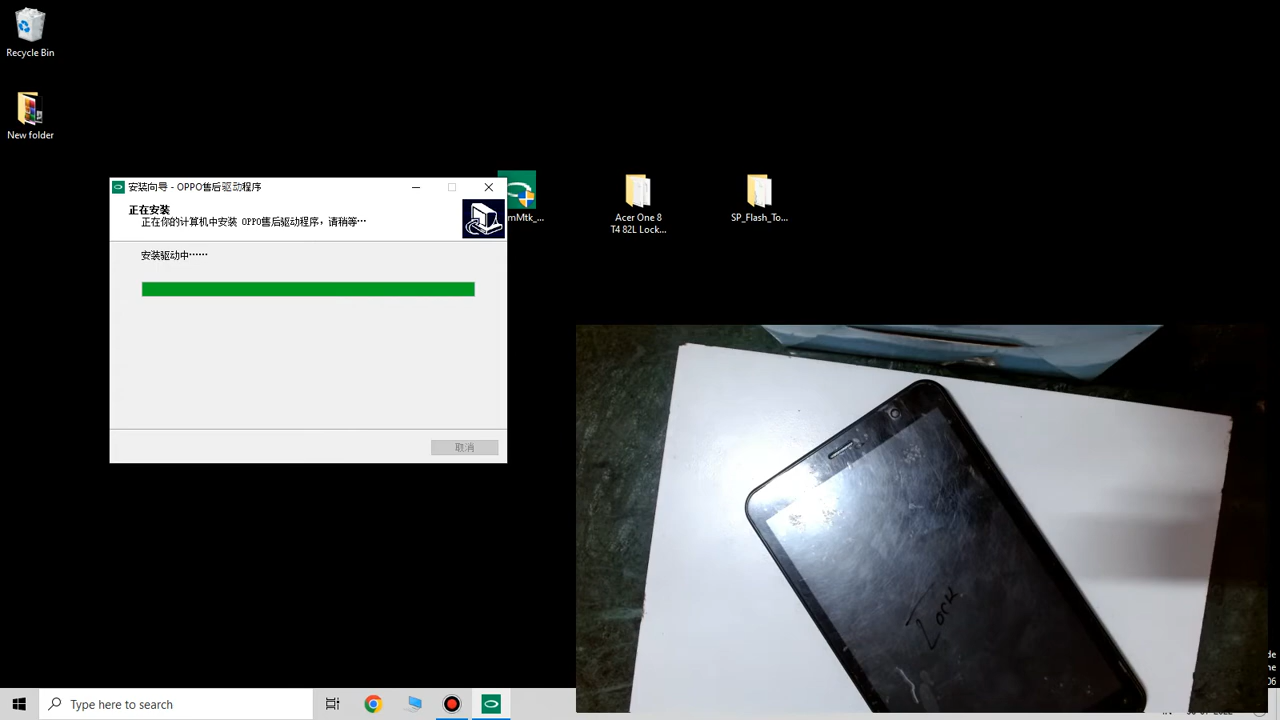 Recycle Bin
New folder
安装向导 - OPPO售后驱动程序
正在安装
正在你的计算机中安装 OPPO售后驱动程序，请稍等…
安装驱动中……
取消
mMtk_...
Acer One 8
T4 82L Lock...
SP_Flash_To...
Lock
Type here to search